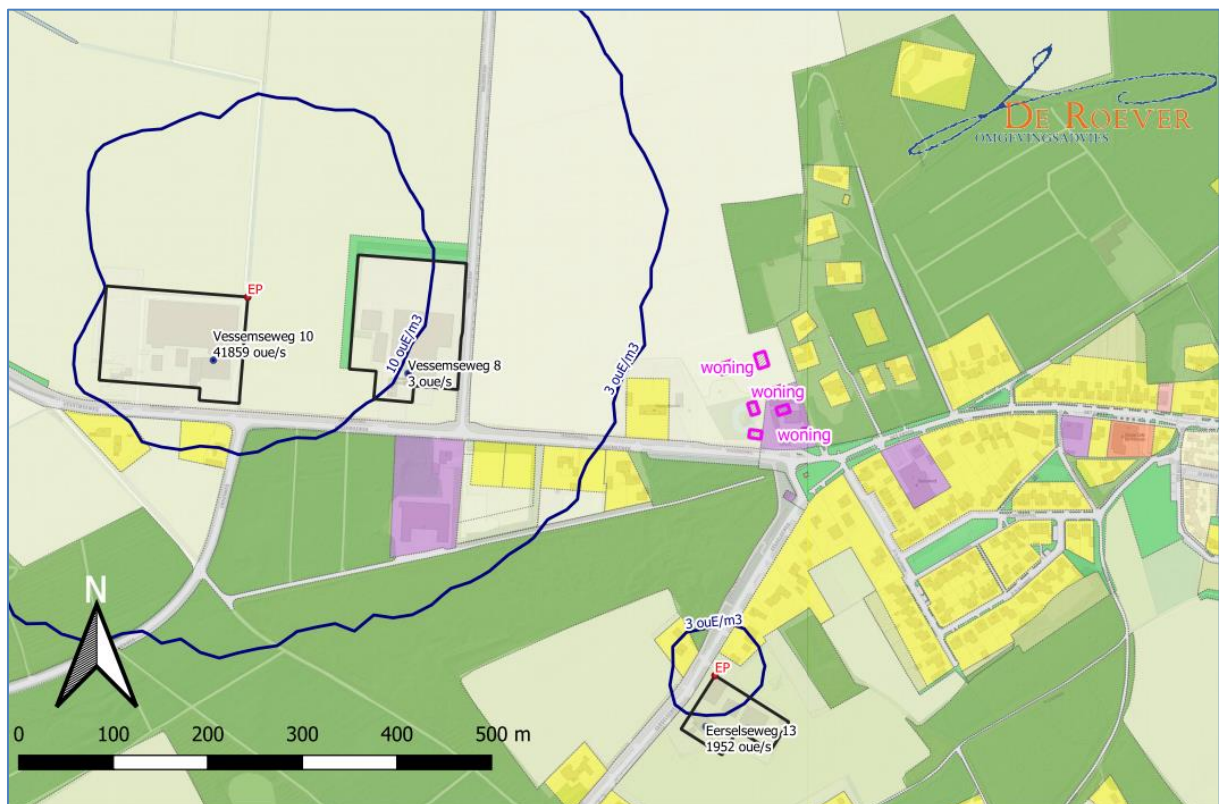 DE ROEVER
OMGEVINGSADVIES
EP
Vessemseweg 10
41859 oue/s
10 ouE/m3
Vessemseweg 8
3 oue/s
3 ouE/m3
woning
woning
woning
3 ouE/m3
EP
Eerselseweg 13
1952 oue/s
N
0 100 200 300 400 500 m